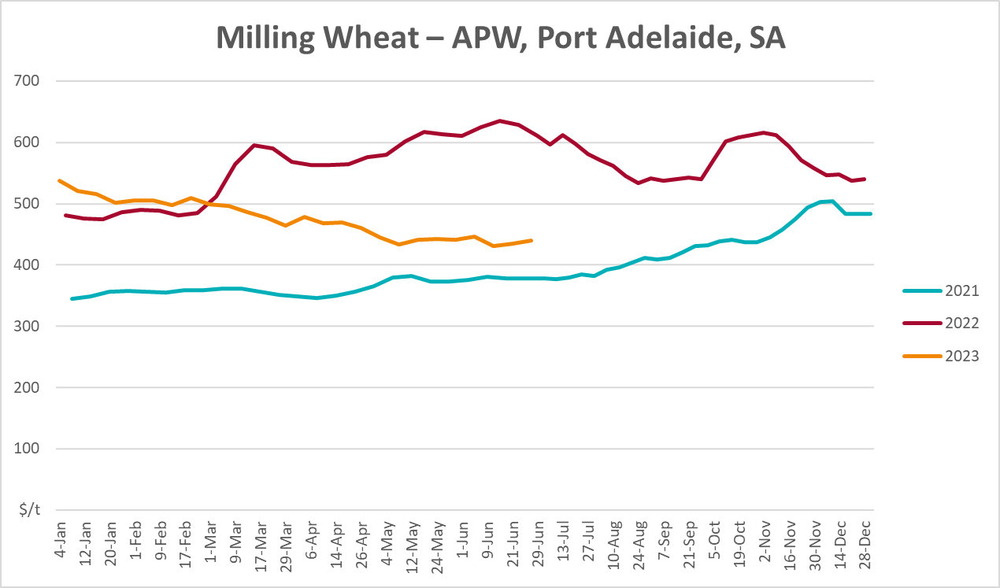 Milling Wheat – APW, Port Adelaide, SA
700
600
500
400
300
200
100
$/t
4-Jan
12-Jan
20-Jan
1-Feb
9-Feb
17-Feb
1-Mar
9-Mar
17-Mar
29-Mar
6-Apr
14-Apr
26-Apr
4-May
12-May
24-May
1-Jun
9-Jun
21-Jun
29-Jun
13-Jul
27-Jul
10-Aug
24-Aug
7-Sep
21-Sep
5-Oct
19-Oct
2-Nov
16-Nov
30-Nov
14-Dec
28-Dec
2021
2022
2023